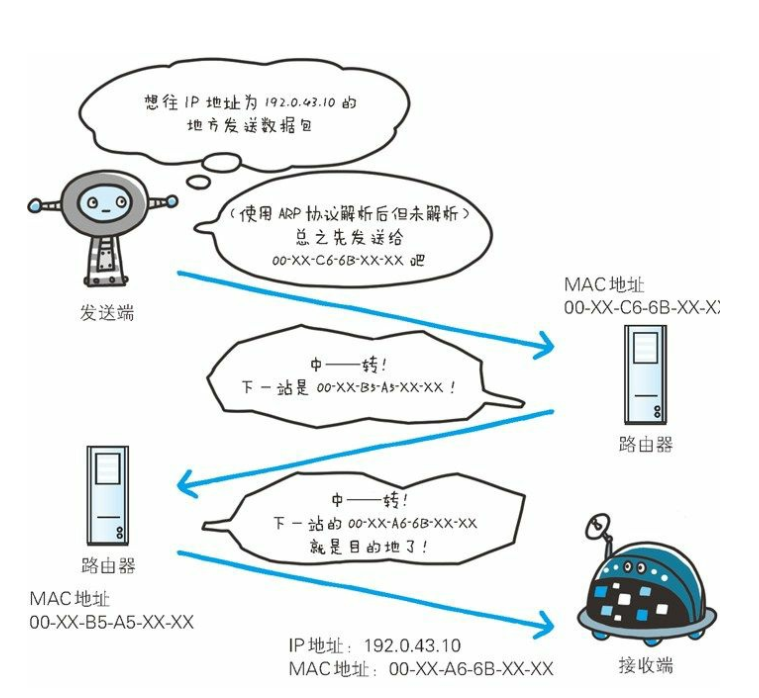 想往 IP 地址为 192.0.43.10 的
地方发送数据包
(使用 ARP 协议解析后但未解析)
总之先发送给
00-XX-C6-6B-XX-XX 吧
发送端
MAC 地址
00-XX-C6-6B-XX-XX
中——转!
下一站是 00-XX-B5-A5-XX-XX !
路由器
中——转!
下一站的 00-XX-A6-6B-XX-XX
就是目的地了!
路由器
MAC 地址
00-XX-B5-A5-XX-XX
IP 地址: 192.0.43.10
MAC 地址: 00-XX-A6-6B-XX-XX
接收端